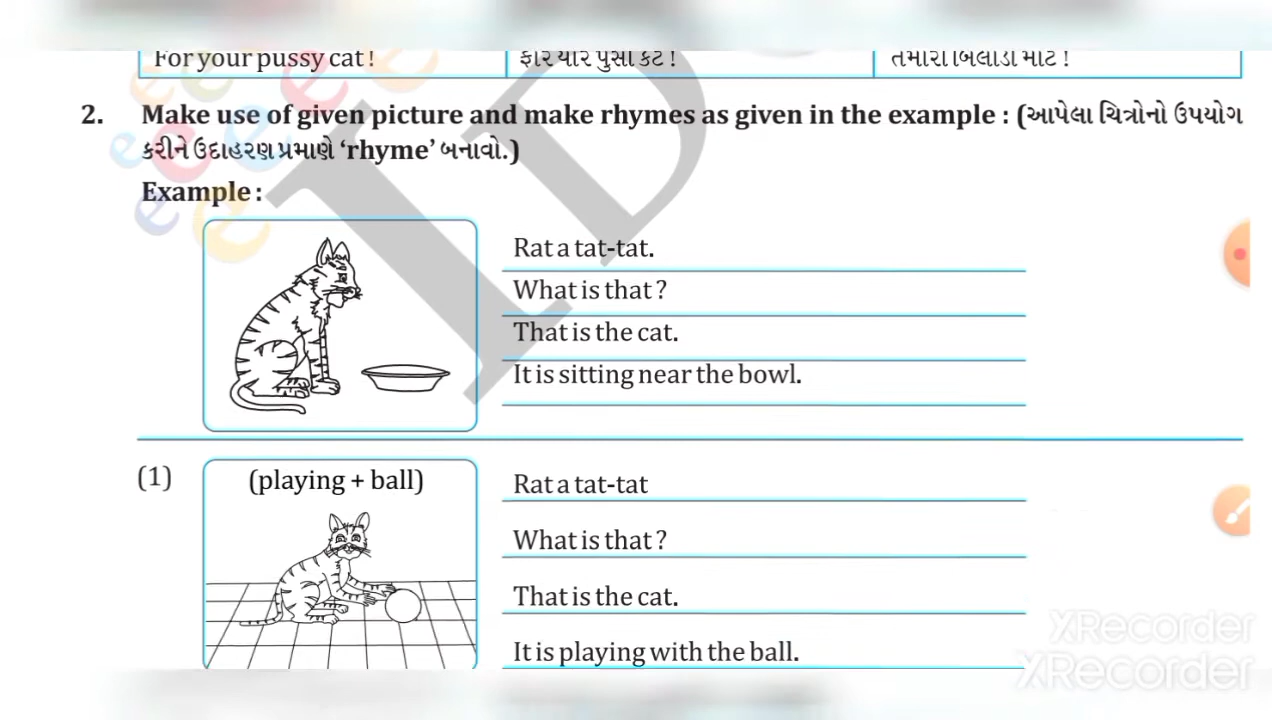 For your pussy cat !
ફોર યોર પુસી કૅટ !
તમારી બિલાડી માટે !
2. Make use of given picture and make rhymes as given in the example : (આપેલા ચિત્રોનો ઉપયોગ
કરીને ઉદાહરણ પ્રમાણે ‘rhyme’ બનાવો.)
Example :
Rat a tat-tat.
What is that ?
That is the cat.
It is sitting near the bowl.
(1)
(playing + ball)
Rat a tat-tat
What is that ?
That is the cat.
It is playing with the ball.
XRecorder
XRecorder